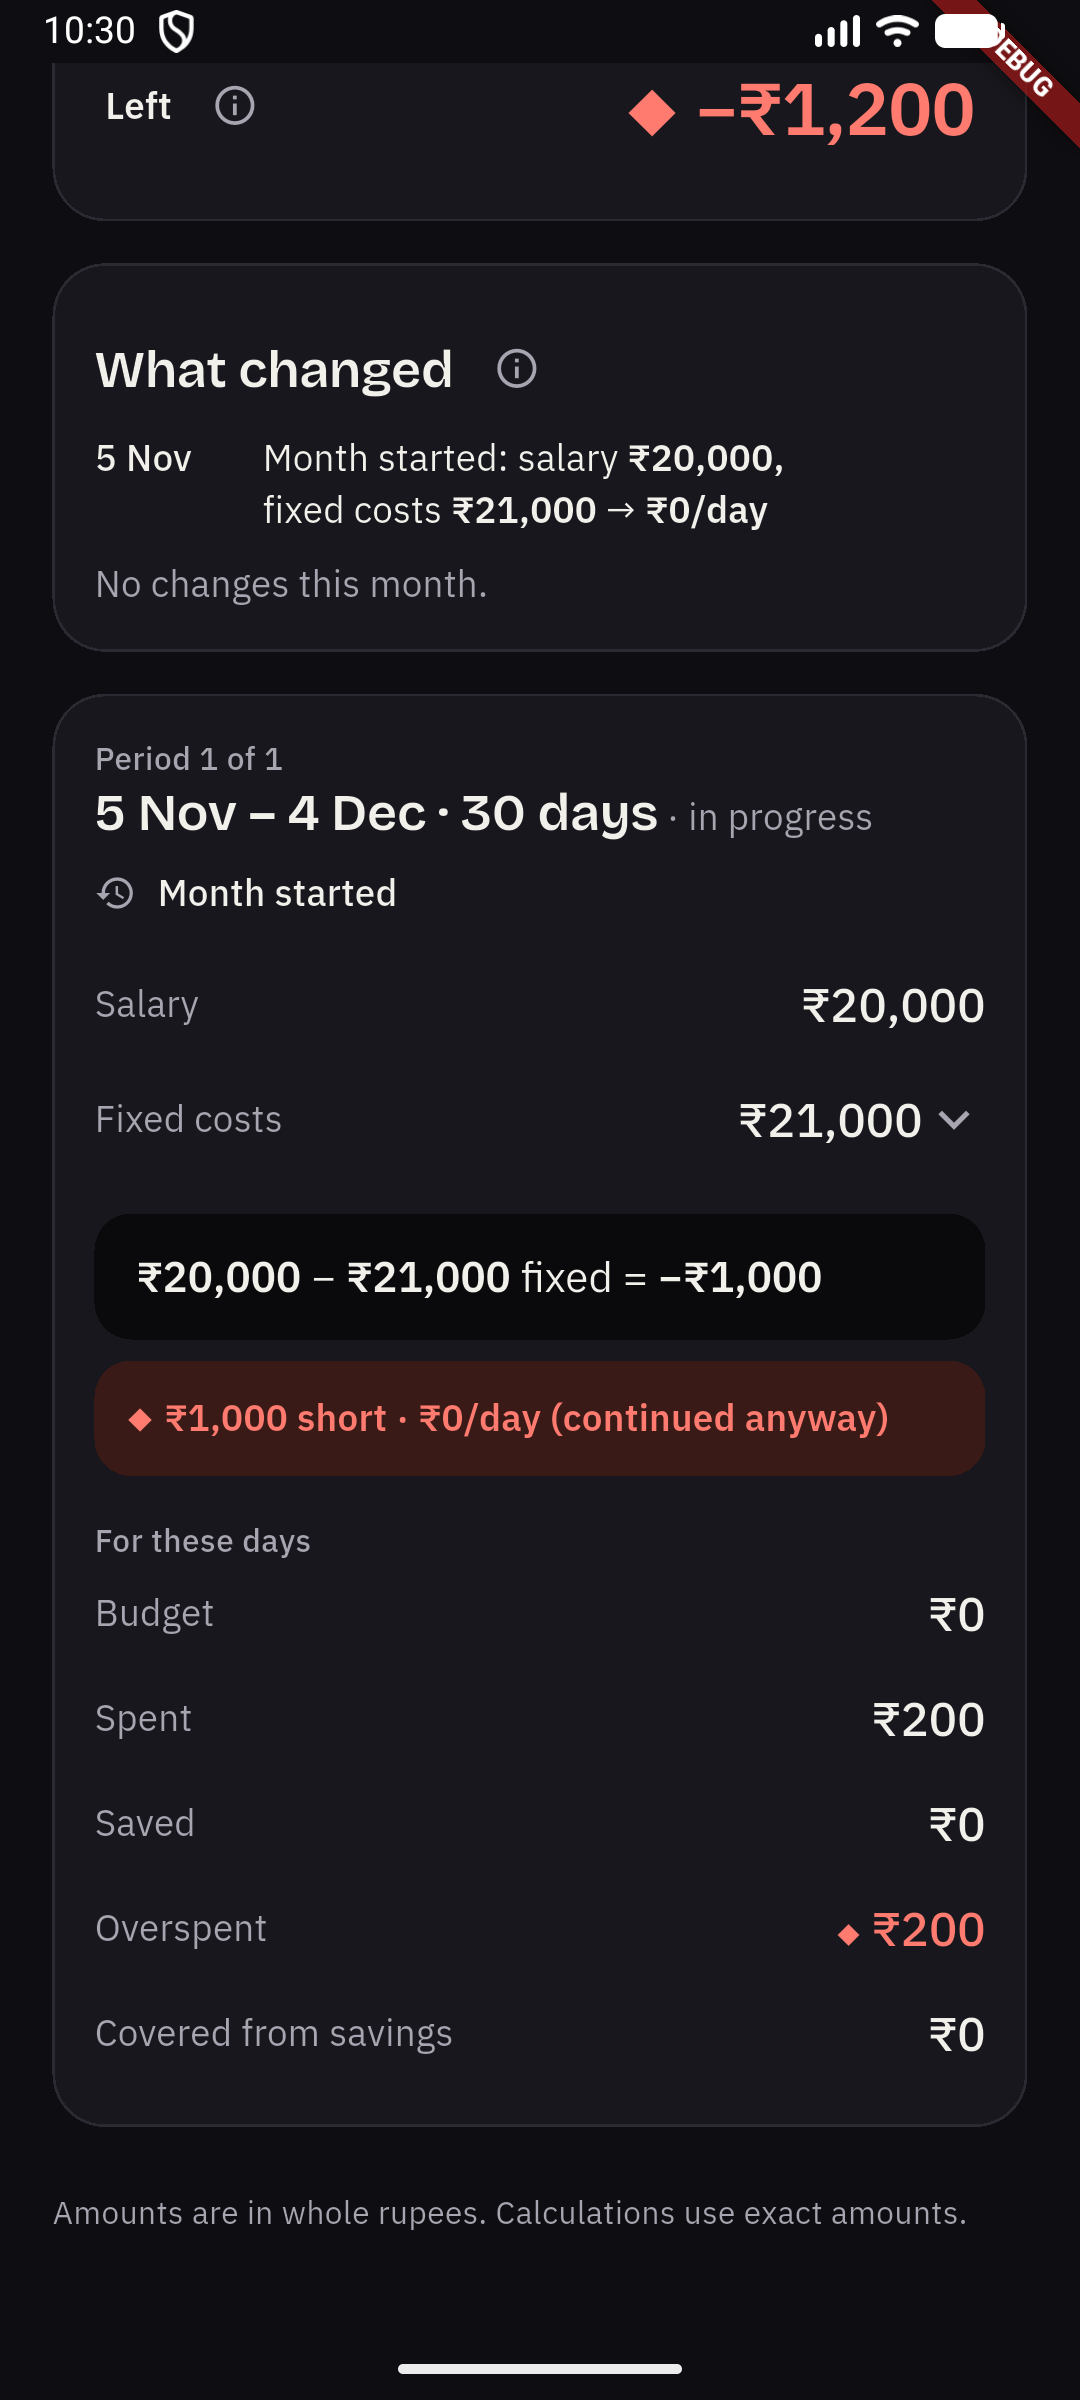 10:30
DEBUG
Left
–₹1,200
What changed
5 Nov
Month started: salary ₹20,000,
fixed costs ₹21,000 → ₹0/day
No changes this month.
Period 1 of 1
5 Nov – 4 Dec · 30 days · in progress
Month started
Salary ₹20,000
Fixed costs ₹21,000
₹20,000 – ₹21,000 fixed = –₹1,000
₹1,000 short · ₹0/day (continued anyway)
For these days
Budget ₹0
Spent ₹200
Saved ₹0
Overspent ₹200
Covered from savings ₹0
Amounts are in whole rupees. Calculations use exact amounts.